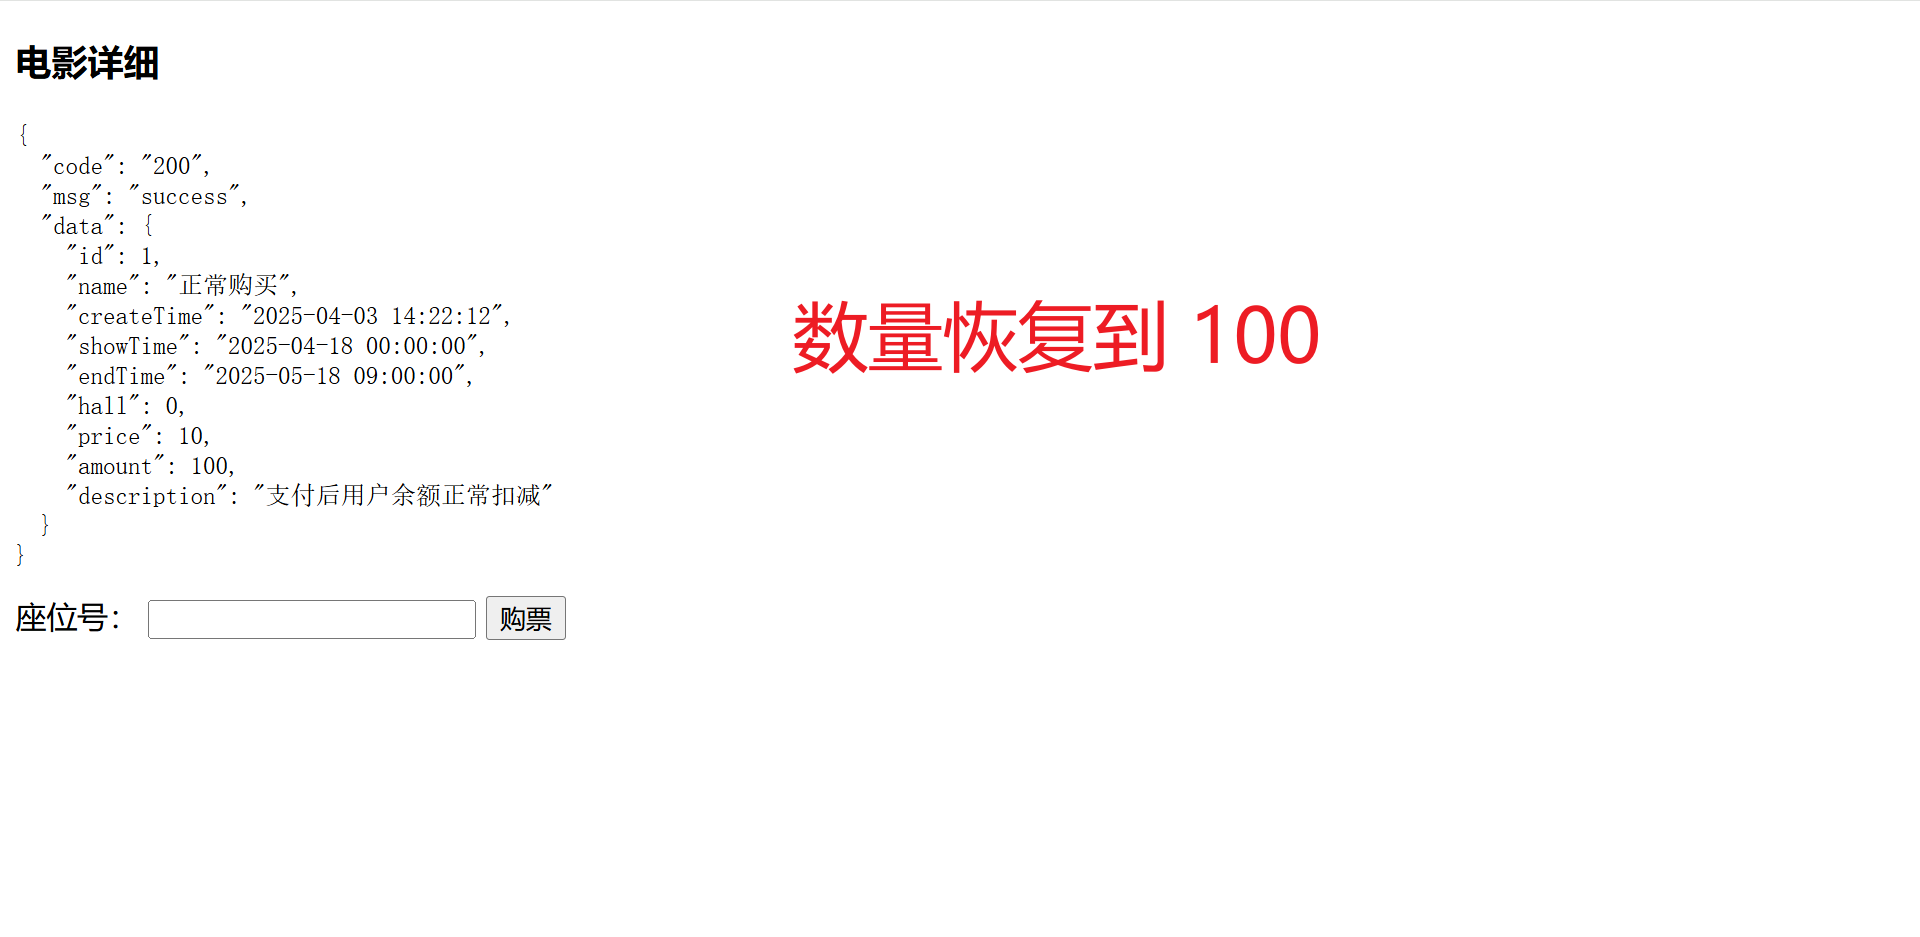 电影详细
{
  "code": "200",
  "msg": "success",
  "data": {
    "id": 1,
    "name": "正常购买",
    "createTime": "2025-04-03 14:22:12",
    "showTime": "2025-04-18 00:00:00",
    "endTime": "2025-05-18 09:00:00",
    "hall": 0,
    "price": 10,
    "amount": 100,
    "description": "支付后用户余额正常扣减"
  }
}
座位号： 购票
数量恢复到 100